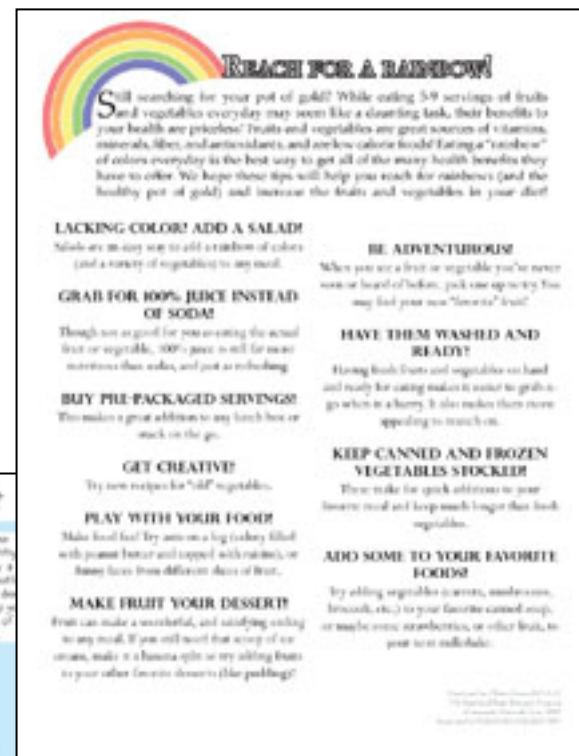 REACH FOR A RAINBOW!
Still searching for your pot of gold? While eating 5-9 servings of fruits
and vegetables everyday may seem like a daunting task, their benefits to
your health are priceless! Fruits and vegetables are great sources of vitamins,
minerals, fiber, and antioxidants, and are low calorie foods! Eating a "rainbow"
of colors everyday is the best way to get all of the many health benefits they
have to offer. We hope these tips will help you reach for rainbows (and the
healthy pot of gold) and increase the fruits and vegetables in your diet!
LACKING COLOR? ADD A SALAD!
Salads are an easy way to add a rainbow of colors
(and a variety of vegetables) to any meal.
GRAB FOR 100% JUICE INSTEAD
OF SODA!
Though not as good for you as eating the actual
fruit or vegetable, 100% juice is still far more
nutritious than sodas, and just as refreshing.
BUY PRE-PACKAGED SERVINGS!
This makes a great addition to any lunch box or
snack on the go.
GET CREATIVE!
Try new recipes for "old" vegetables.
PLAY WITH YOUR FOOD!
Make food fun! Try ants on a log (celery filled
with peanut butter and topped with raisins), or
funny faces from different slices of fruit.
MAKE FRUIT YOUR DESSERT!
Fruit can make a wonderful, and satisfying ending
to any meal. If you still need that scoop of ice
cream, make it a banana split or try adding fruits
to your other favorite desserts (like pudding)!
BE ADVENTUROUS!
When you see a fruit or vegetable you've never
seen or heard of before, pick one up to try. You
may find your new "favorite" fruit!
HAVE THEM WASHED AND
READY!
Having fresh fruits and vegetables on hand
and ready for eating makes it easier to grab-n-
go when in a hurry. It also makes them more
appealing to munch on.
KEEP CANNED AND FROZEN
VEGETABLES STOCKED!
These make for quick additions to your
favorite meal and keep much longer than fresh
vegetables.
ADD SOME TO YOUR FAVORITE
FOODS!
Try adding vegetables (carrots, mushrooms,
broccoli, etc.) to your favorite canned soup,
or maybe some strawberries, or other fruit, to
your next milkshake.